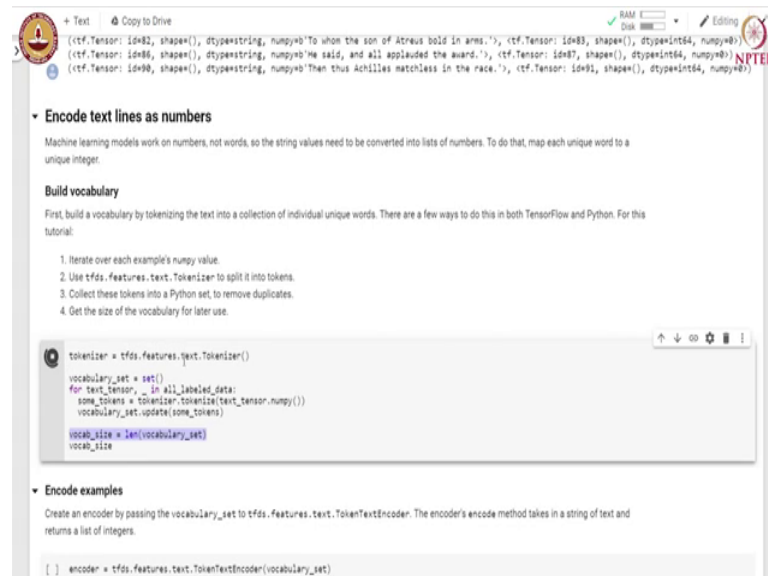 + Text Copy to Drive RAM Disk Editing
(<tf.Tensor: id=82, shape=(), dtype=string, numpy=b'To whom the son of Atreus bold in arms.'>, <tf.Tensor: id=83, shape=(), dtype=int64, numpy=0>)
(<tf.Tensor: id=86, shape=(), dtype=string, numpy=b'He said, and all applauded the award.'>, <tf.Tensor: id=87, shape=(), dtype=int64, numpy=0>)
(<tf.Tensor: id=90, shape=(), dtype=string, numpy=b'Then thus Achilles matchless in the race.'>, <tf.Tensor: id=91, shape=(), dtype=int64, numpy=0>)
NPTEL
Encode text lines as numbers
Machine learning models work on numbers, not words, so the string values need to be converted into lists of numbers. To do that, map each unique word to a
unique integer.
Build vocabulary
First, build a vocabulary by tokenizing the text into a collection of individual unique words. There are a few ways to do this in both TensorFlow and Python. For this
tutorial:
1. Iterate over each example's numpy value.
2. Use tfds.features.text.Tokenizer to split it into tokens.
3. Collect these tokens into a Python set, to remove duplicates.
4. Get the size of the vocabulary for later use.
tokenizer = tfds.features.text.Tokenizer()
vocabulary_set = set()
for text_tensor, _ in all_labeled_data:
some_tokens = tokenizer.tokenize(text_tensor.numpy())
vocabulary_set.update(some_tokens)
vocab_size = len(vocabulary_set)
vocab_size
Encode examples
Create an encoder by passing the vocabulary_set to tfds.features.text.TokenTextEncoder. The encoder's encode method takes in a string of text and
returns a list of integers.
[ ] encoder = tfds.features.text.TokenTextEncoder(vocabulary_set)